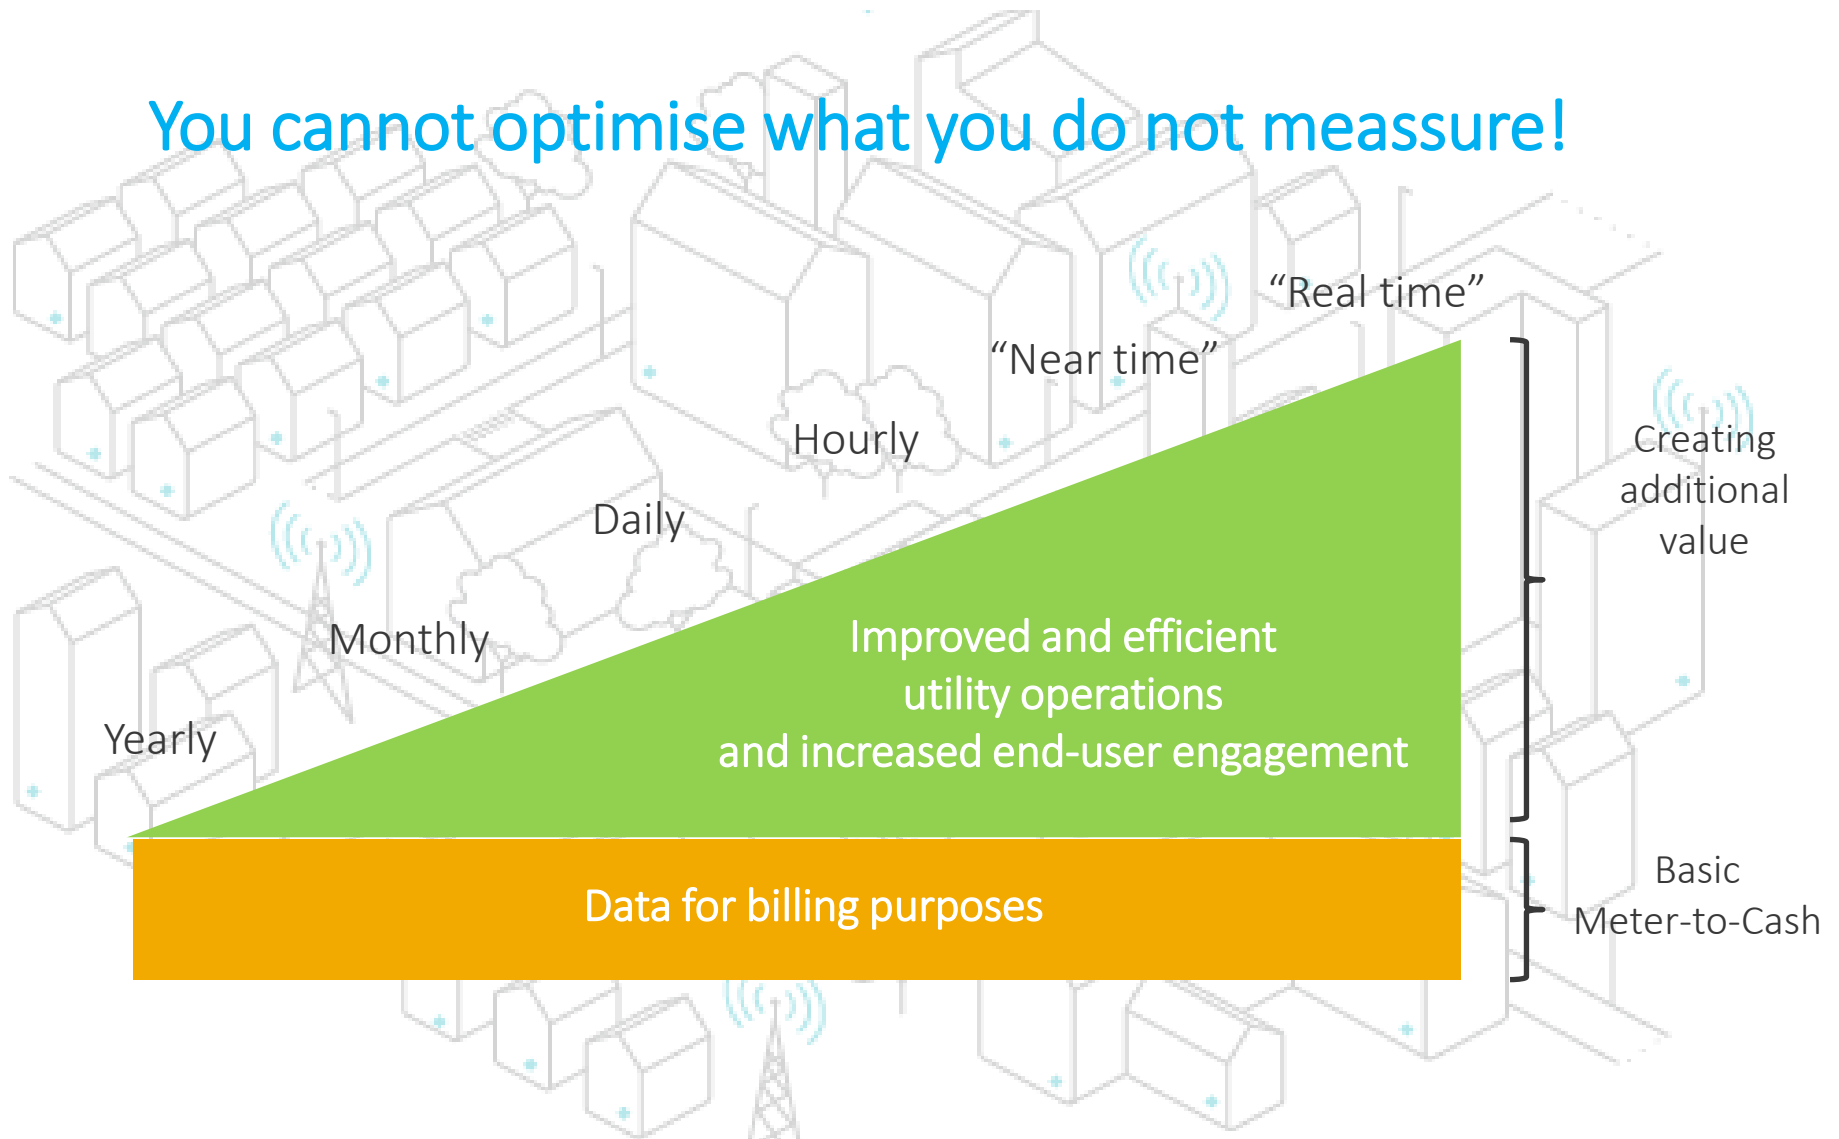 You cannot optimise what you do not meassure!
“Real time”
“Near time”
Hourly
Daily
Monthly
Yearly
Creating
additional
value
Improved and efficient
utility operations
and increased end-user engagement
Data for billing purposes
Basic
Meter-to-Cash